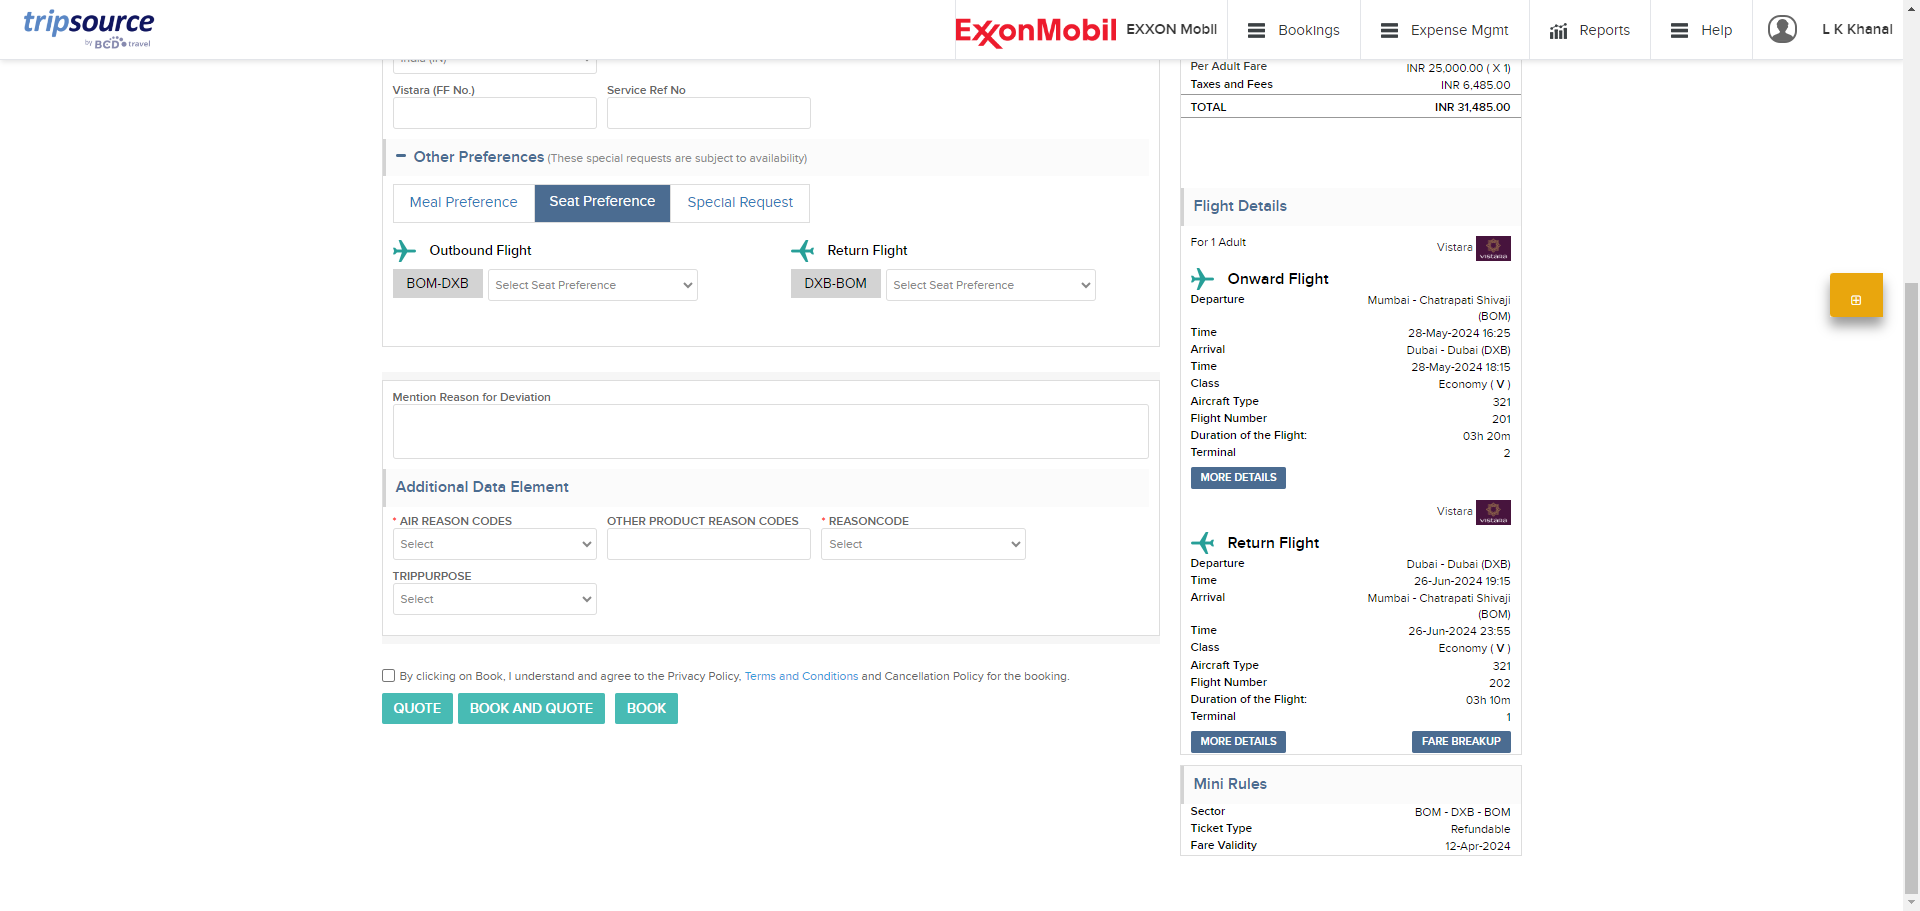 tripsource
by BCD travel
ExxonMobil
EXXON Mobil
Bookings
Expense Mgmt
Reports
Help
L K Khanal
India (IN)
Vistara (FF No.)
Service Ref No
Other Preferences (These special requests are subject to availability)
Meal Preference
Seat Preference
Special Request
Outbound Flight
Return Flight
BOM-DXB
Select Seat Preference
DXB-BOM
Select Seat Preference
Mention Reason for Deviation
Additional Data Element
* AIR REASON CODES
OTHER PRODUCT REASON CODES
* REASONCODE
Select
Select
TRIPPURPOSE
Select
By clicking on Book, I understand and agree to the Privacy Policy, Terms and Conditions and Cancellation Policy for the booking.
QUOTE
BOOK AND QUOTE
BOOK
Per Adult Fare INR 25,000.00 ( X 1)
Taxes and Fees INR 6,485.00
TOTAL INR 31,485.00
Flight Details
For 1 Adult
Vistara
vistara
Onward Flight
Departure Mumbai - Chatrapati Shivaji
(BOM)
Time 28-May-2024 16:25
Arrival Dubai - Dubai (DXB)
Time 28-May-2024 18:15
Class Economy ( V )
Aircraft Type 321
Flight Number 201
Duration of the Flight: 03h 20m
Terminal 2
MORE DETAILS
Vistara
vistara
Return Flight
Departure Dubai - Dubai (DXB)
Time 26-Jun-2024 19:15
Arrival Mumbai - Chatrapati Shivaji
(BOM)
Time 26-Jun-2024 23:55
Class Economy ( V )
Aircraft Type 321
Flight Number 202
Duration of the Flight: 03h 10m
Terminal 1
MORE DETAILS
FARE BREAKUP
Mini Rules
Sector BOM - DXB - BOM
Ticket Type Refundable
Fare Validity 12-Apr-2024